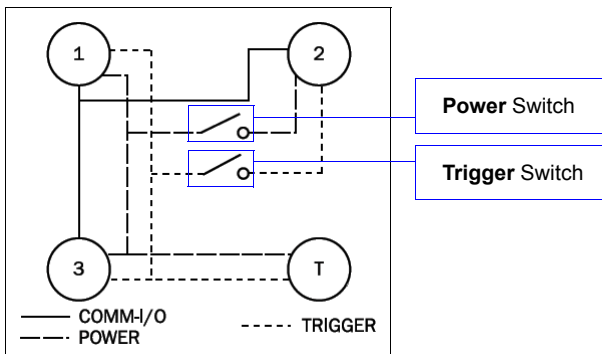 1
2
Power Switch
Trigger Switch
3
T
COMM-I/O
POWER
TRIGGER